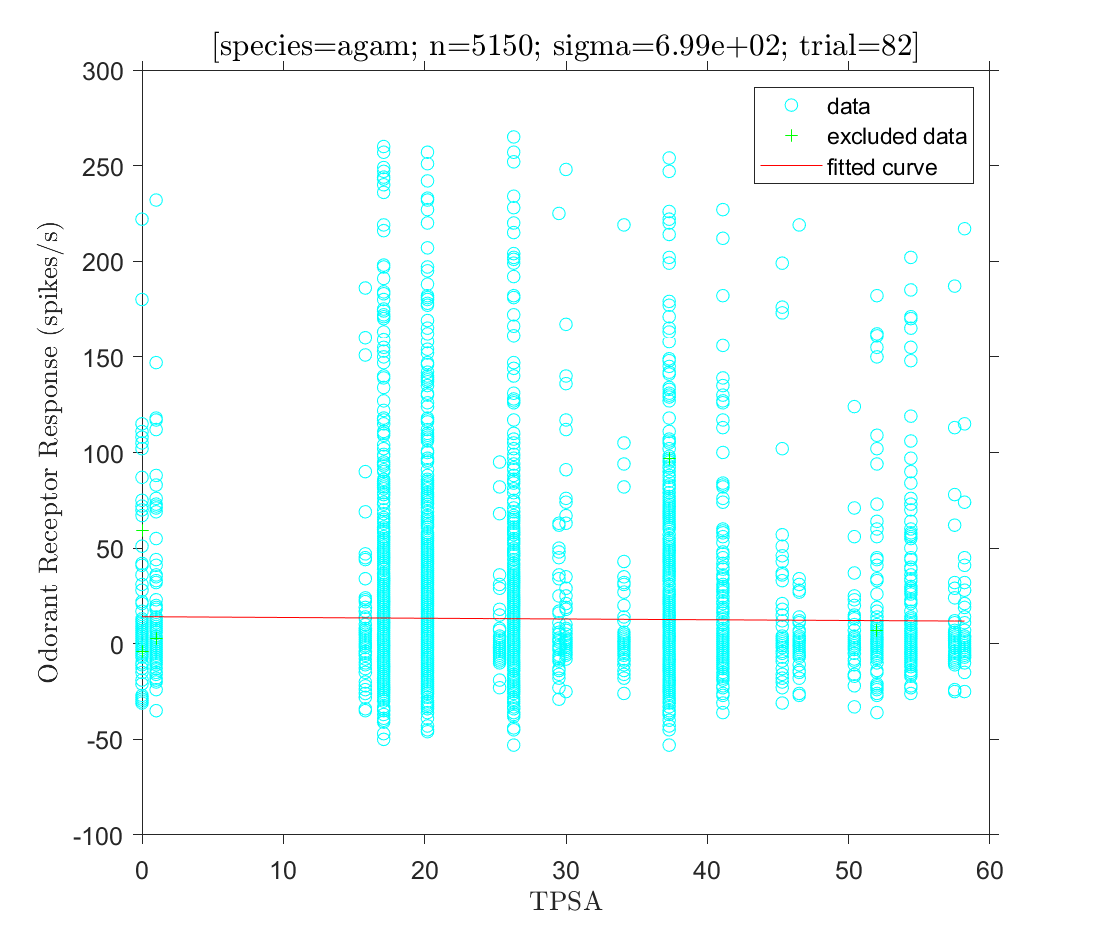 [species=agam; n=5150; sigma=6.99e+02; trial=82]
300
250
200
150
100
50
0
-50
-100
Odorant Receptor Response (spikes/s)
data
excluded data
fitted curve
0 10 20 30 40 50 60
TPSA